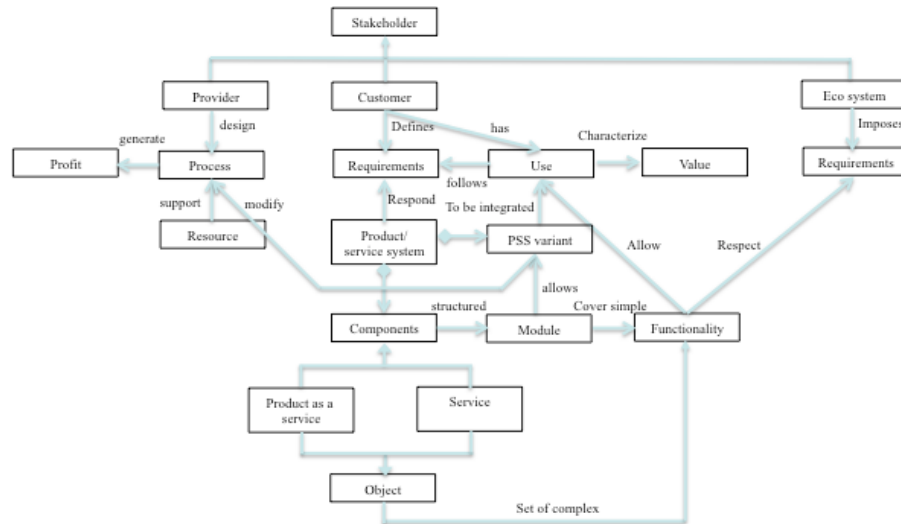 Stakeholder
Provider
Customer
Eco system
design
Defines
has
Imposes
generate
Characterize
Profit
Process
Requirements
Use
Value
Requirements
support
modify
Respond
follows
To be integrated
Resource
Product/
service system
PSS variant
Allow
Respect
structured
allows
Cover simple
Components
Module
Functionality
Product as a
service
Service
Object
Set of complex